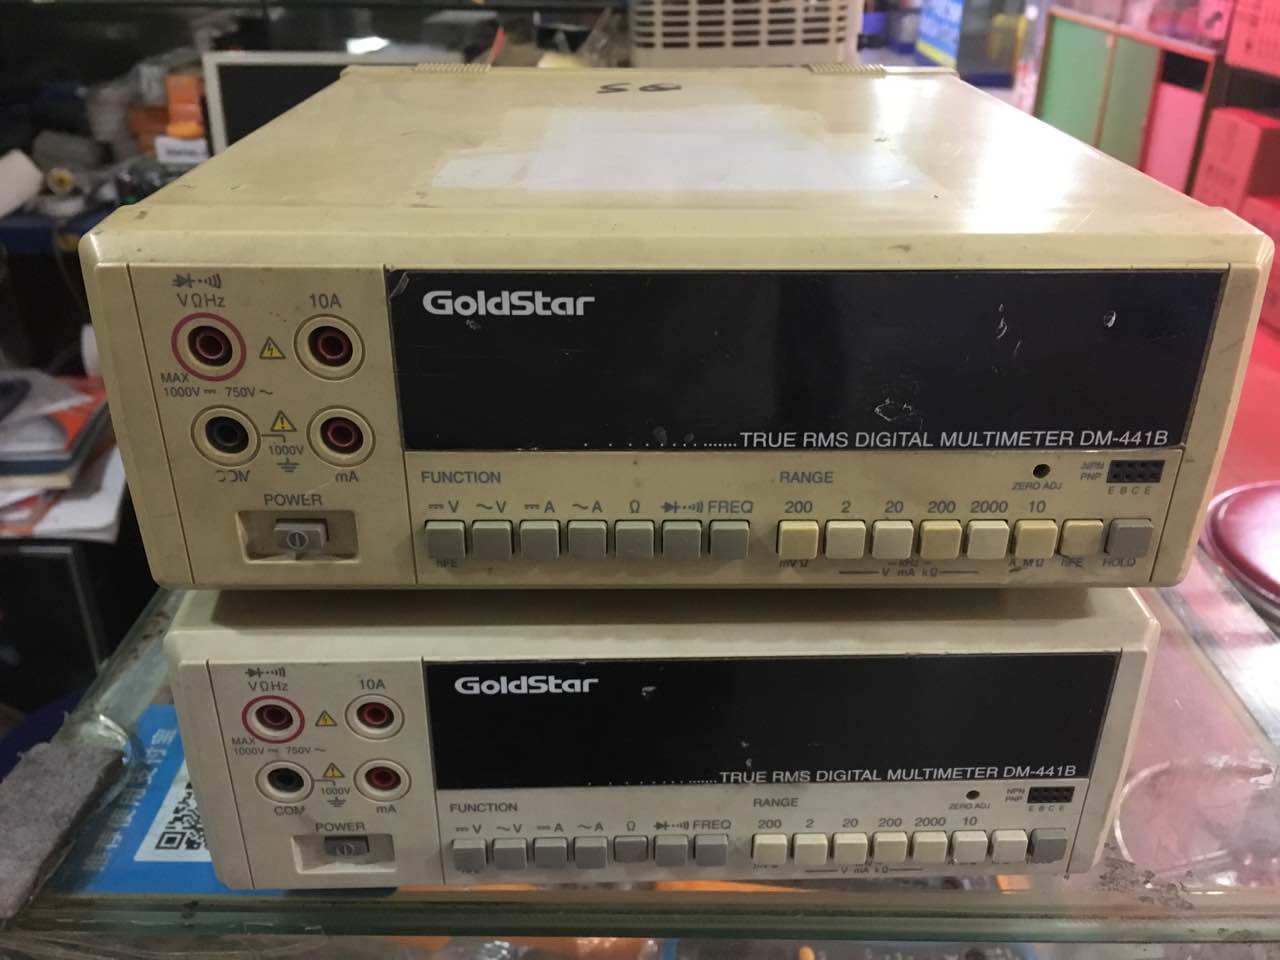 GoldStar
VΩHz
10A
MAX
1000V⎓ 750V～
1000V
COM
mA
POWER
TRUE RMS DIGITAL MULTIMETER DM-441B
FUNCTION
RANGE
ZERO ADJ
NPN
PNP
E B C E
⎓V ～V ⎓A ～A Ω FREQ
200 2 20 200 2000 10
hFE
mVΩ
kHz
V mA kΩ
A MΩ
hFE
HOLD
GoldStar
VΩHz
10A
MAX
1000V⎓ 750V～
1000V
COM
mA
POWER
TRUE RMS DIGITAL MULTIMETER DM-441B
FUNCTION
RANGE
ZERO ADJ
NPN
PNP
E B C E
⎓V ～V ⎓A ～A Ω FREQ
200 2 20 200 2000 10
V mA kΩ